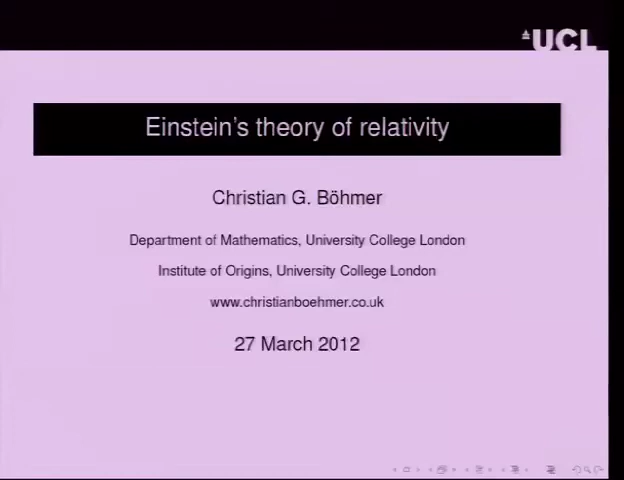 UCL
Einstein's theory of relativity
Christian G. Böhmer
Department of Mathematics, University College London
Institute of Origins, University College London
www.christianboehmer.co.uk
27 March 2012